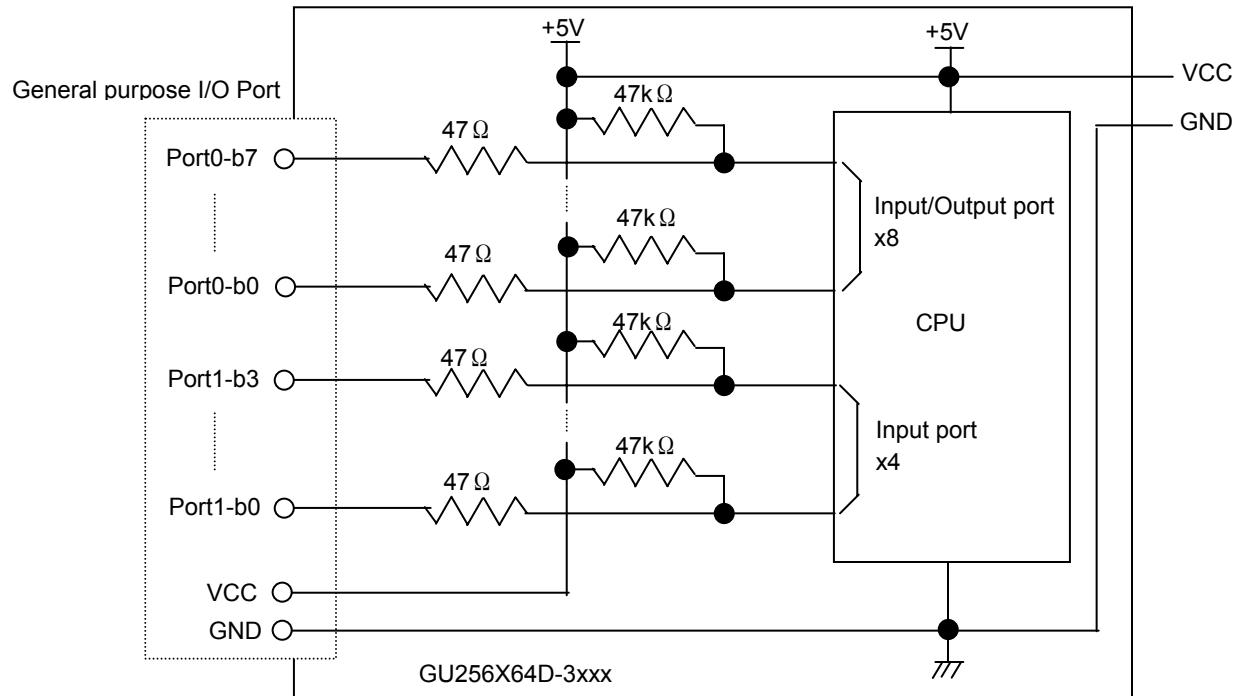 +5V
+5V
VCC
General purpose I/O Port
47kΩ
GND
47Ω
Port0-b7
Input/Output port
x8
47kΩ
47Ω
Port0-b0
CPU
47kΩ
47Ω
Port1-b3
Input port
x4
47kΩ
47Ω
Port1-b0
VCC
GND
GU256X64D-3xxx